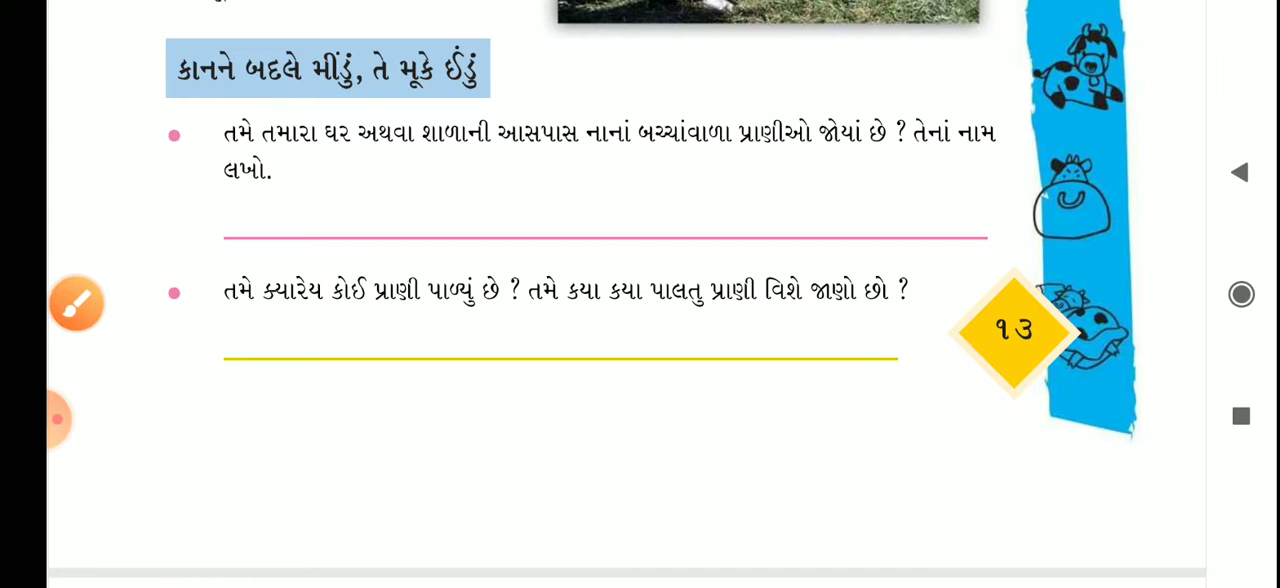 કાનને બદલે મીંડું, તે મૂકે ઈંડું
તમે તમારા ઘર અથવા શાળાની આસપાસ નાનાં બચ્ચાંવાળા પ્રાણીઓ જોયાં છે ? તેનાં નામ
લખો.
તમે ક્યારેય કોઈ પ્રાણી પાળ્યું છે ? તમે કયા કયા પાલતુ પ્રાણી વિશે જાણો છો ?
૧૩